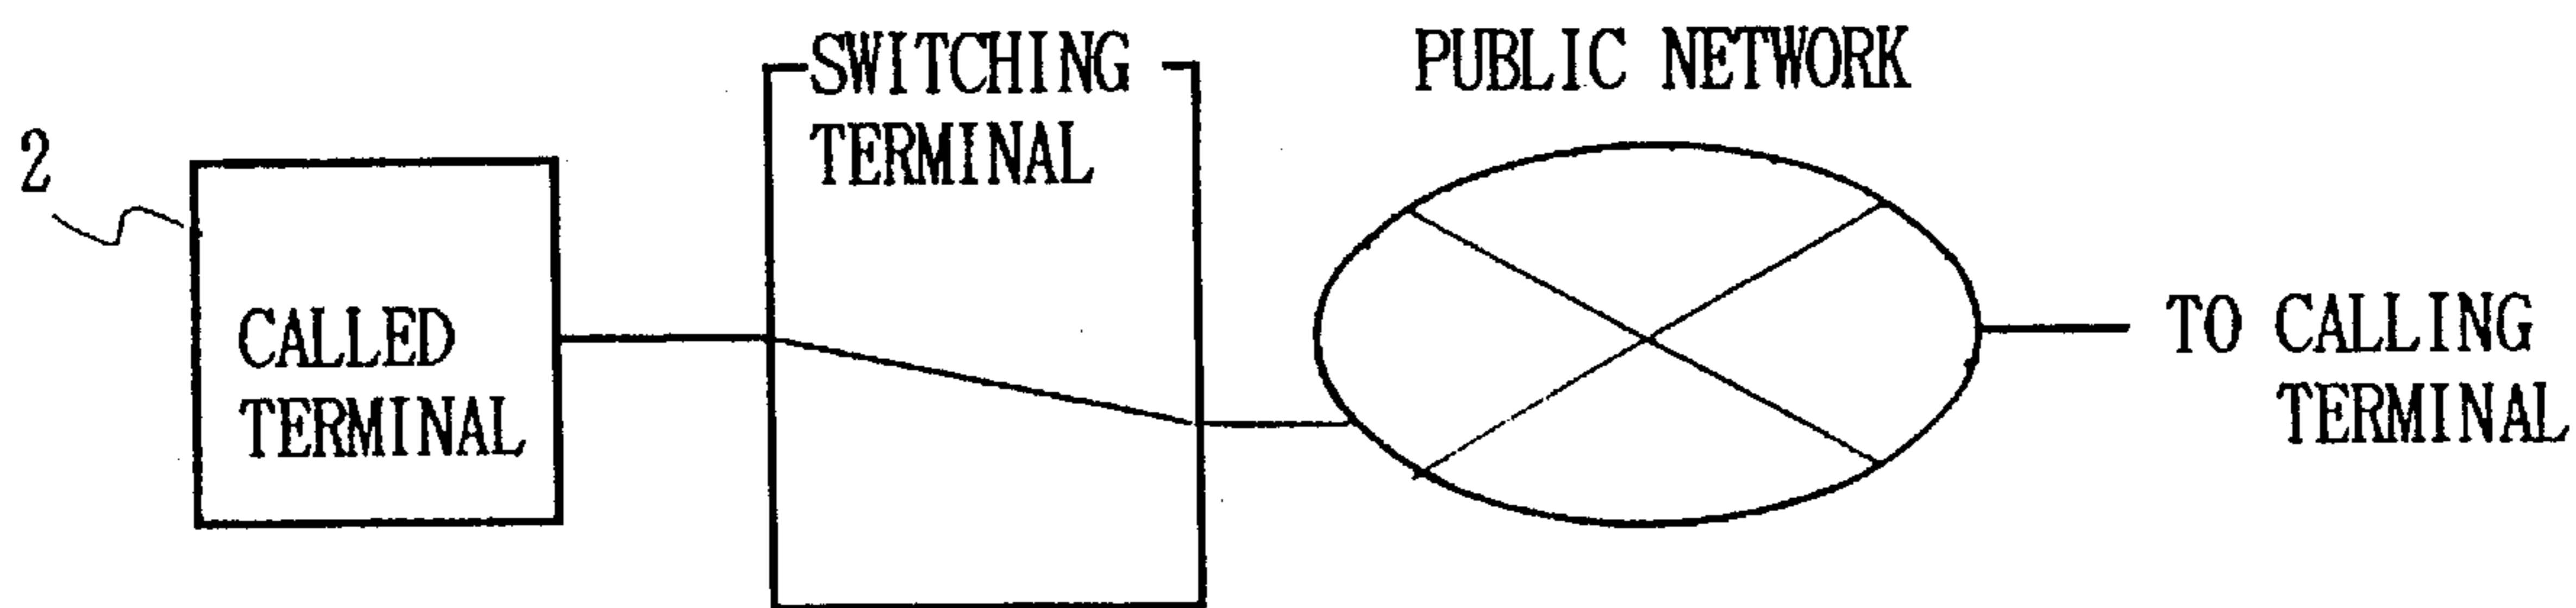 2
CALLED
TERMINAL
SWITCHING
TERMINAL
PUBLIC NETWORK
TO CALLING
TERMINAL